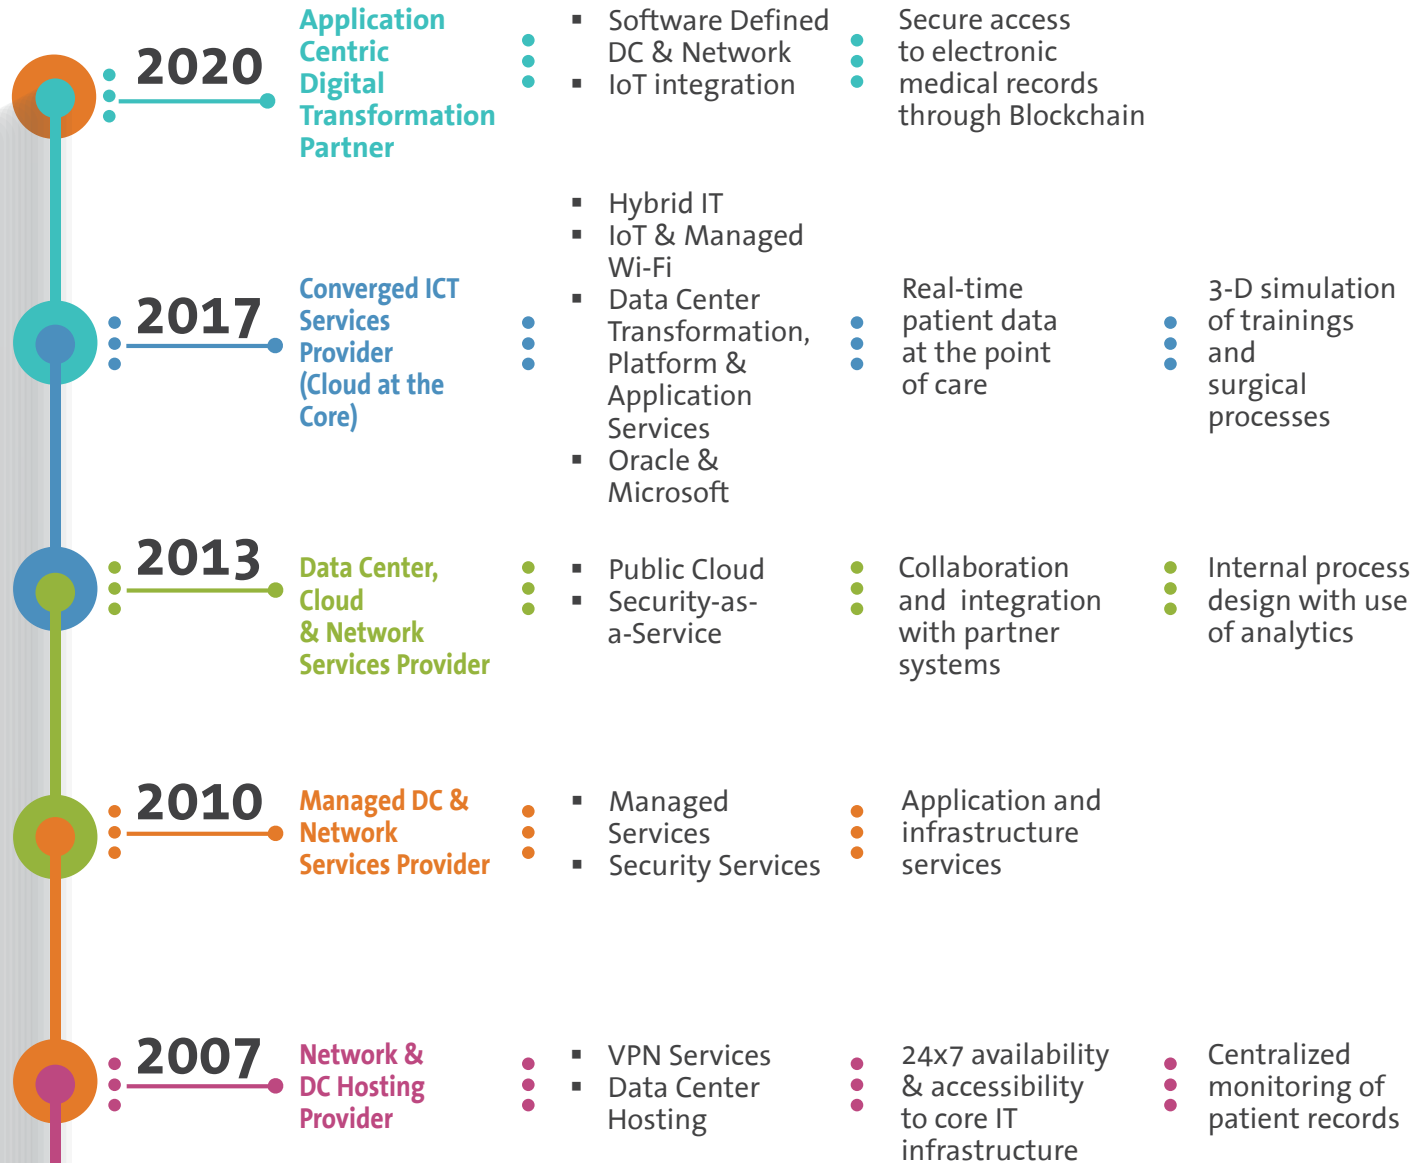 2020
Application
Centric
Digital
Transformation
Partner
▪ Software Defined
DC & Network
▪ IoT integration
Secure access
to electronic
medical records
through Blockchain
2017
Converged ICT
Services
Provider
(Cloud at the
Core)
▪ Hybrid IT
▪ IoT & Managed
Wi-Fi
▪ Data Center
Transformation,
Platform &
Application
Services
▪ Oracle &
Microsoft
Real-time
patient data
at the point
of care
3-D simulation
of trainings
and
surgical
processes
2013
Data Center,
Cloud
& Network
Services Provider
▪ Public Cloud
▪ Security-as-
a-Service
Collaboration
and integration
with partner
systems
Internal process
design with use
of analytics
2010
Managed DC &
Network
Services Provider
▪ Managed
Services
▪ Security Services
Application and
infrastructure
services
2007
Network &
DC Hosting
Provider
▪ VPN Services
▪ Data Center
Hosting
24x7 availability
& accessibility
to core IT
infrastructure
Centralized
monitoring of
patient records